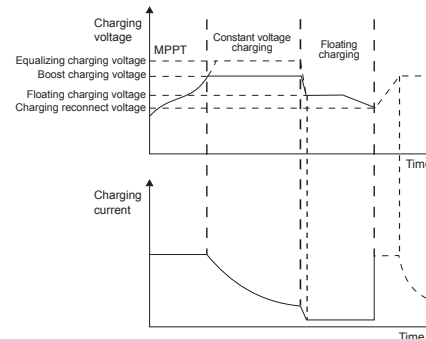 Charging
voltage
MPPT
Constant voltage
charging
Floating
charging
Equalizing charging voltage
Boost charging voltage
Floating charging voltage
Charging reconnect voltage
Time
Charging
current
Time